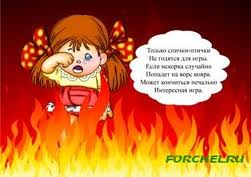 Только спички-птички
Не годятся для игры.
Если искорка случайно
Попадет на ворс ковра.
Может кончиться печально
Интересная игра.
FORCHEL.RU